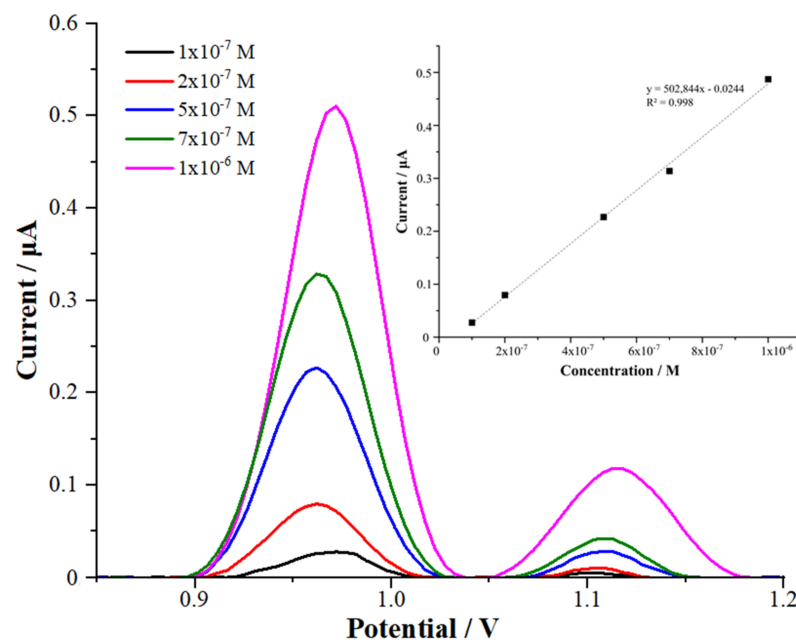 0.6
0.5
0.4
0.3
0.2
0.1
0
Current / µA
1x10⁻⁷ M
2x10⁻⁷ M
5x10⁻⁷ M
7x10⁻⁷ M
1x10⁻⁶ M
0.9
1.0
1.1
1.2
Potential / V
0.5
0.4
0.3
0.2
0.1
0
Current / µA
y = 502,844x - 0.0244
R² = 0.998
0
2x10⁻⁷
4x10⁻⁷
6x10⁻⁷
8x10⁻⁷
1x10⁻⁶
Concentration / M